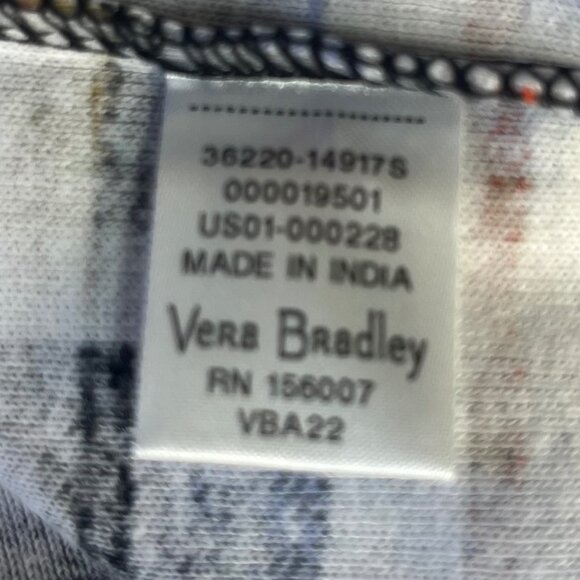 36220-14917S
000019501
US01-000228
MADE IN INDIA
Vera Bradley
RN 156007
VBA22